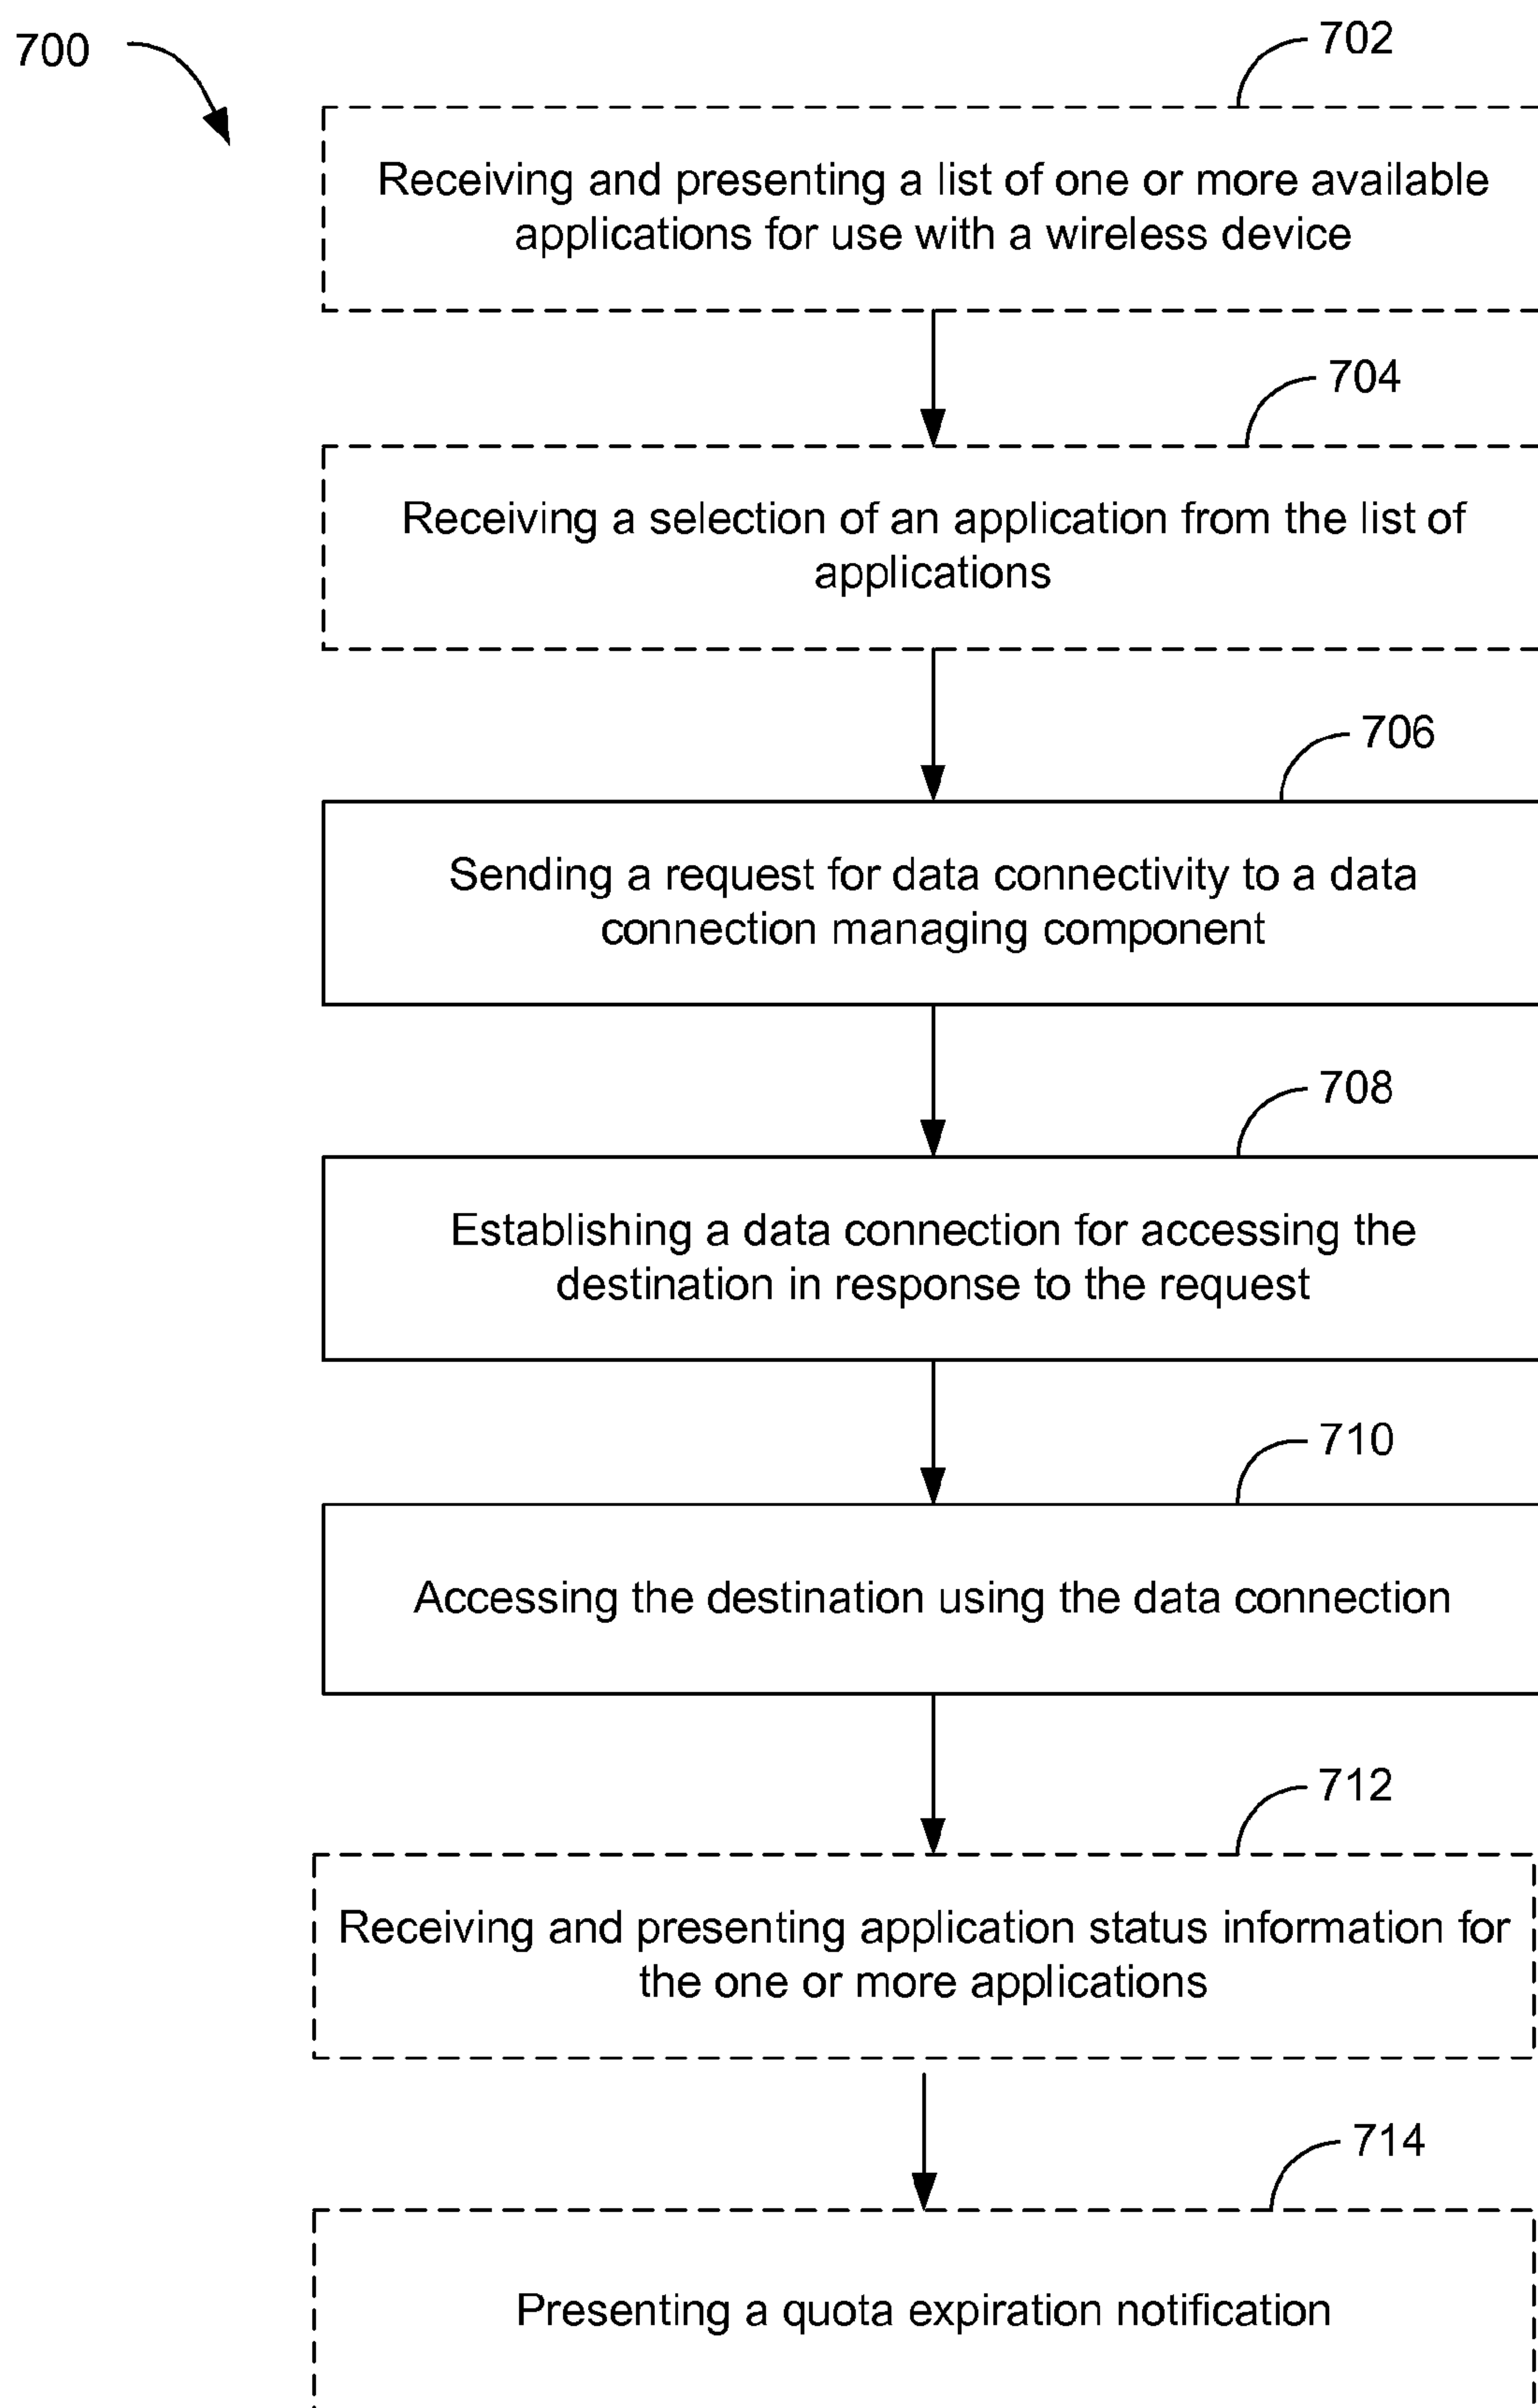 700
702
Receiving and presenting a list of one or more available
applications for use with a wireless device
704
Receiving a selection of an application from the list of
applications
706
Sending a request for data connectivity to a data
connection managing component
708
Establishing a data connection for accessing the
destination in response to the request
710
Accessing the destination using the data connection
712
Receiving and presenting application status information for
the one or more applications
714
Presenting a quota expiration notification